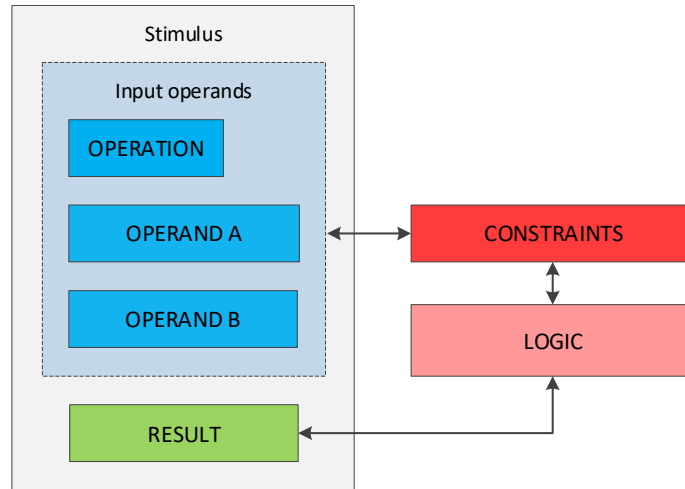 Stimulus
Input operands
OPERATION
OPERAND A
OPERAND B
RESULT
CONSTRAINTS
LOGIC